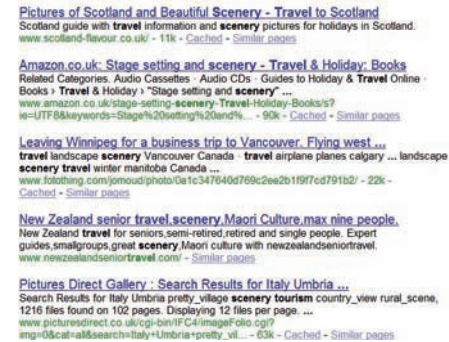 Pictures of Scotland and Beautiful Scenery - Travel to Scotland
Scotland guide with travel information and scenery pictures for holidays in Scotland.
www.scotland-flavour.co.uk/ - 11k - Cached - Similar pages
Amazon.co.uk: Stage setting and scenery - Travel & Holiday: Books
Related Categories. Audio Cassettes · Audio CDs · Guides to Holiday & Travel Online ·
Books › Travel & Holiday › "Stage setting and scenery" ...
www.amazon.co.uk/stage-setting-scenery-Travel-Holiday-Books/s?
ie=UTF8&keywords=Stage%20setting%20and%... - 90k - Cached - Similar pages
Leaving Winnipeg for a business trip to Vancouver. Flying west ...
travel landscape scenery Vancouver Canada · travel airplane planes calgary ... landscape
scenery travel winter manitoba Canada ...
www.fotothing.com/jomoud/photo/0a1c347640d769c2ee2b1f9f7cd791b2/ - 22k -
Cached - Similar pages
New Zealand senior travel,scenery,Maori Culture,max nine people.
New Zealand travel for seniors,semi-retired,retired and single people. Expert
guides,smallgroups,great scenery,Maori culture with newzealandseniortravel.
www.newzealandseniortravel.com/ - Similar pages
Pictures Direct Gallery : Search Results for Italy Umbria ...
Search Results for Italy Umbria pretty_village scenery tourism country_view rural_scene,
1216 files found on 102 pages. Displaying 12 files per page. ...
www.picturesdirect.co.uk/cgi-bin/IFC4/imageFolio.cgi?
img=0&cat=all&search=Italy+Umbria+pretty_vil... - 63k - Cached - Similar pages